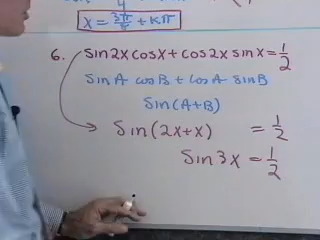 x = 3π/π + kπ
6. sin2x cosx + cos2x sinx = 1/2
sinA cosB + cosA sinB
sin(A+B)
sin(2x+x) = 1/2
sin3x = 1/2